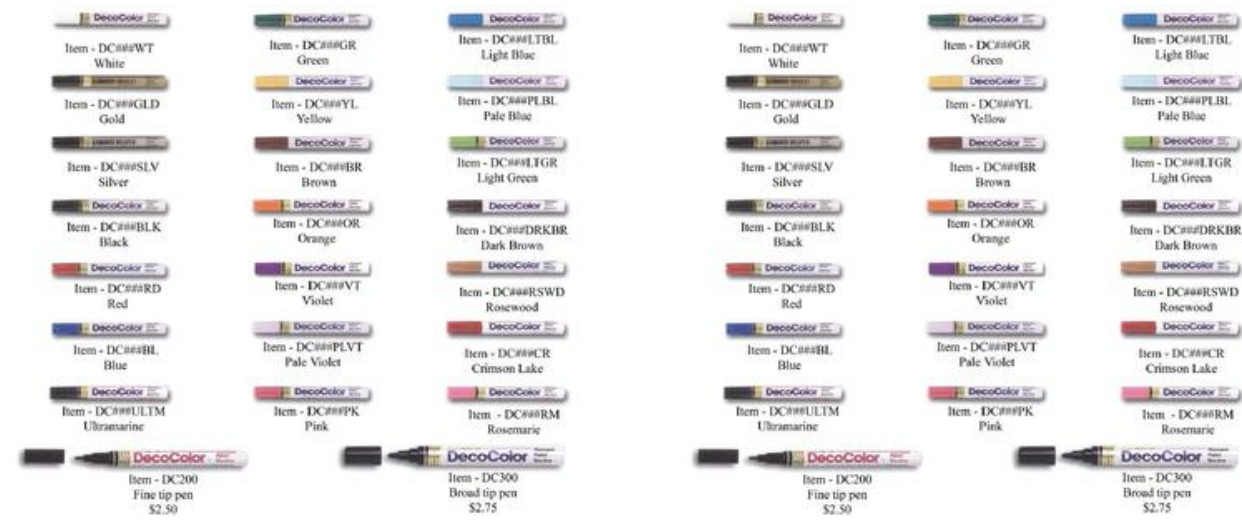 Item - DC###WT
White
Item - DC###GR
Green
Item - DC###LTBL
Light Blue
Item - DC###GLD
Gold
Item - DC###YL
Yellow
Item - DC###PLBL
Pale Blue
Item - DC###SLV
Silver
Item - DC###BR
Brown
Item - DC###LTGR
Light Green
Item - DC###BLK
Black
Item - DC###OR
Orange
Item - DC###DRKBR
Dark Brown
Item - DC###RD
Red
Item - DC###VT
Violet
Item - DC###RSWD
Rosewood
Item - DC###BL
Blue
Item - DC###PLVT
Pale Violet
Item - DC###CR
Crimson Lake
Item - DC###ULTM
Ultramarine
Item - DC###PK
Pink
Item - DC###RM
Rosemarie
DecoColor
Item - DC200
Fine tip pen
$2.50
DecoColor
Item - DC300
Broad tip pen
$2.75
Item - DC###WT
White
Item - DC###GR
Green
Item - DC###LTBL
Light Blue
Item - DC###GLD
Gold
Item - DC###YL
Yellow
Item - DC###PLBL
Pale Blue
Item - DC###SLV
Silver
Item - DC###BR
Brown
Item - DC###LTGR
Light Green
Item - DC###BLK
Black
Item - DC###OR
Orange
Item - DC###DRKBR
Dark Brown
Item - DC###RD
Red
Item - DC###VT
Violet
Item - DC###RSWD
Rosewood
Item - DC###BL
Blue
Item - DC###PLVT
Pale Violet
Item - DC###CR
Crimson Lake
Item - DC###ULTM
Ultramarine
Item - DC###PK
Pink
Item - DC###RM
Rosemarie
DecoColor
Item - DC200
Fine tip pen
$2.50
DecoColor
Item - DC300
Broad tip pen
$2.75